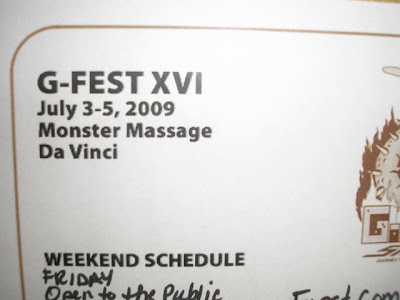 G-FEST XVI
July 3-5, 2009
Monster Massage
Da Vinci
WEEKEND SCHEDULE
FRIDAY
Open to the Public